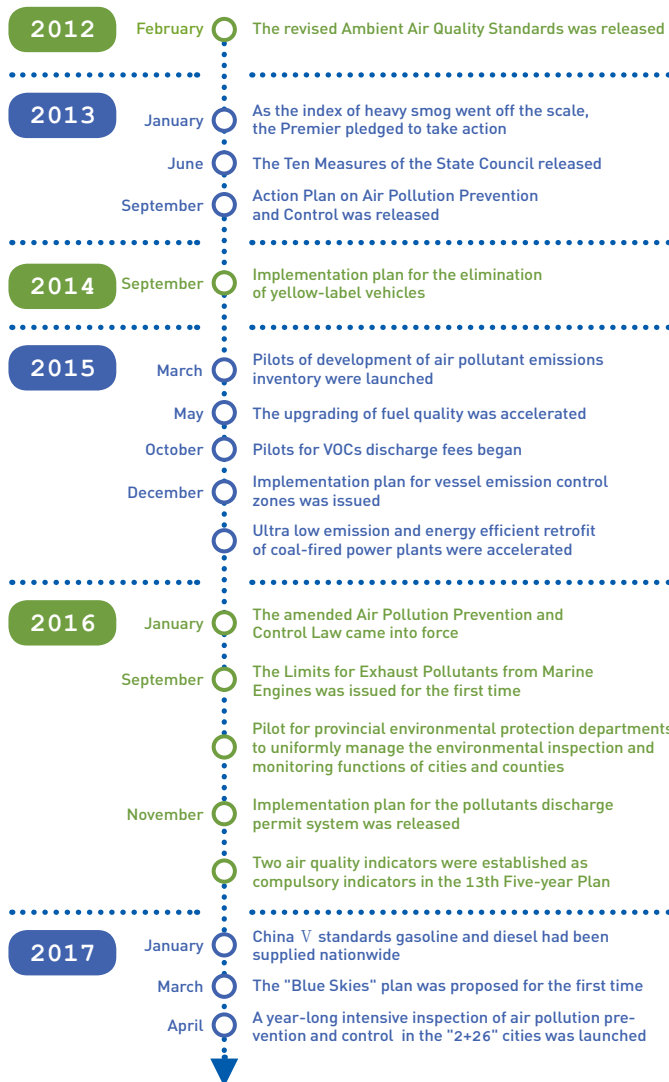 2012
February
The revised Ambient Air Quality Standards was released
2013
January
As the index of heavy smog went off the scale,
the Premier pledged to take action
June
The Ten Measures of the State Council released
September
Action Plan on Air Pollution Prevention
and Control was released
2014
September
Implementation plan for the elimination
of yellow-label vehicles
2015
March
Pilots of development of air pollutant emissions
inventory were launched
May
The upgrading of fuel quality was accelerated
October
Pilots for VOCs discharge fees began
December
Implementation plan for vessel emission control
zones was issued
Ultra low emission and energy efficient retrofit
of coal-fired power plants were accelerated
2016
January
The amended Air Pollution Prevention and
Control Law came into force
September
The Limits for Exhaust Pollutants from Marine
Engines was issued for the first time
Pilot for provincial environmental protection departments
to uniformly manage the environmental inspection and
monitoring functions of cities and counties
November
Implementation plan for the pollutants discharge
permit system was released
Two air quality indicators were established as
compulsory indicators in the 13th Five-year Plan
2017
January
China V standards gasoline and diesel had been
supplied nationwide
March
The "Blue Skies" plan was proposed for the first time
April
A year-long intensive inspection of air pollution pre-
vention and control in the "2+26" cities was launched